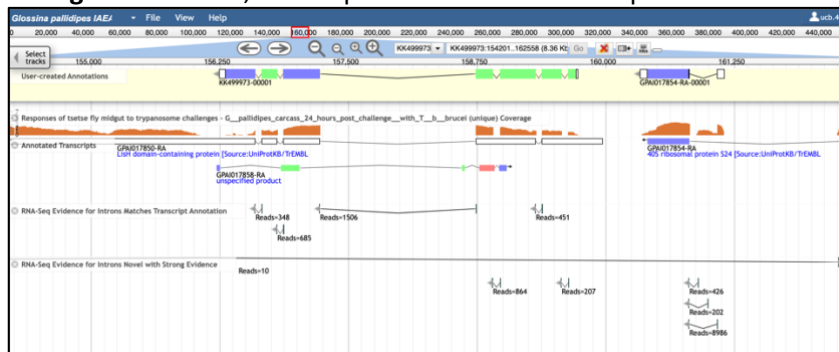 Glossina pallidipes IAEA File View Help ucb.4
0 20,000 40,000 60,000 80,000 100,000 120,000 140,000 160,000 180,000 200,000 220,000 240,000 260,000 280,000 300,000 320,000 340,000 360,000 380,000 400,000 420,000 440,000
Select tracks KK499973 KK499973:154201..162558 (8.36 Kb) Go
155,000 156,250 157,500 158,750 160,000 161,250
User-created Annotations
KK499973-00001 GPAI017854-RA-00001
Responses of tsetse fly midgut to trypanosome challenges - G__pallidipes_carcass_24_hours_post_challenge__with_T__b__brucei (unique) Coverage
Annotated Transcripts GPAI017850-RA GPAI017854-RA
LisH domain-containing protein [Source:UniProtKB/TrEMBL 40S ribosomal protein S24 [Source:UniProtKB/TrEMBL
GPAI017858-RA
unspecified product
RNA-Seq Evidence for Introns Matches Transcript Annotation
Reads=348 Reads=1506 Reads=451
Reads=685
RNA-Seq Evidence for Introns Novel with Strong Evidence
Reads=10
Reads=864 Reads=207 Reads=426
Reads=202
Reads=8986